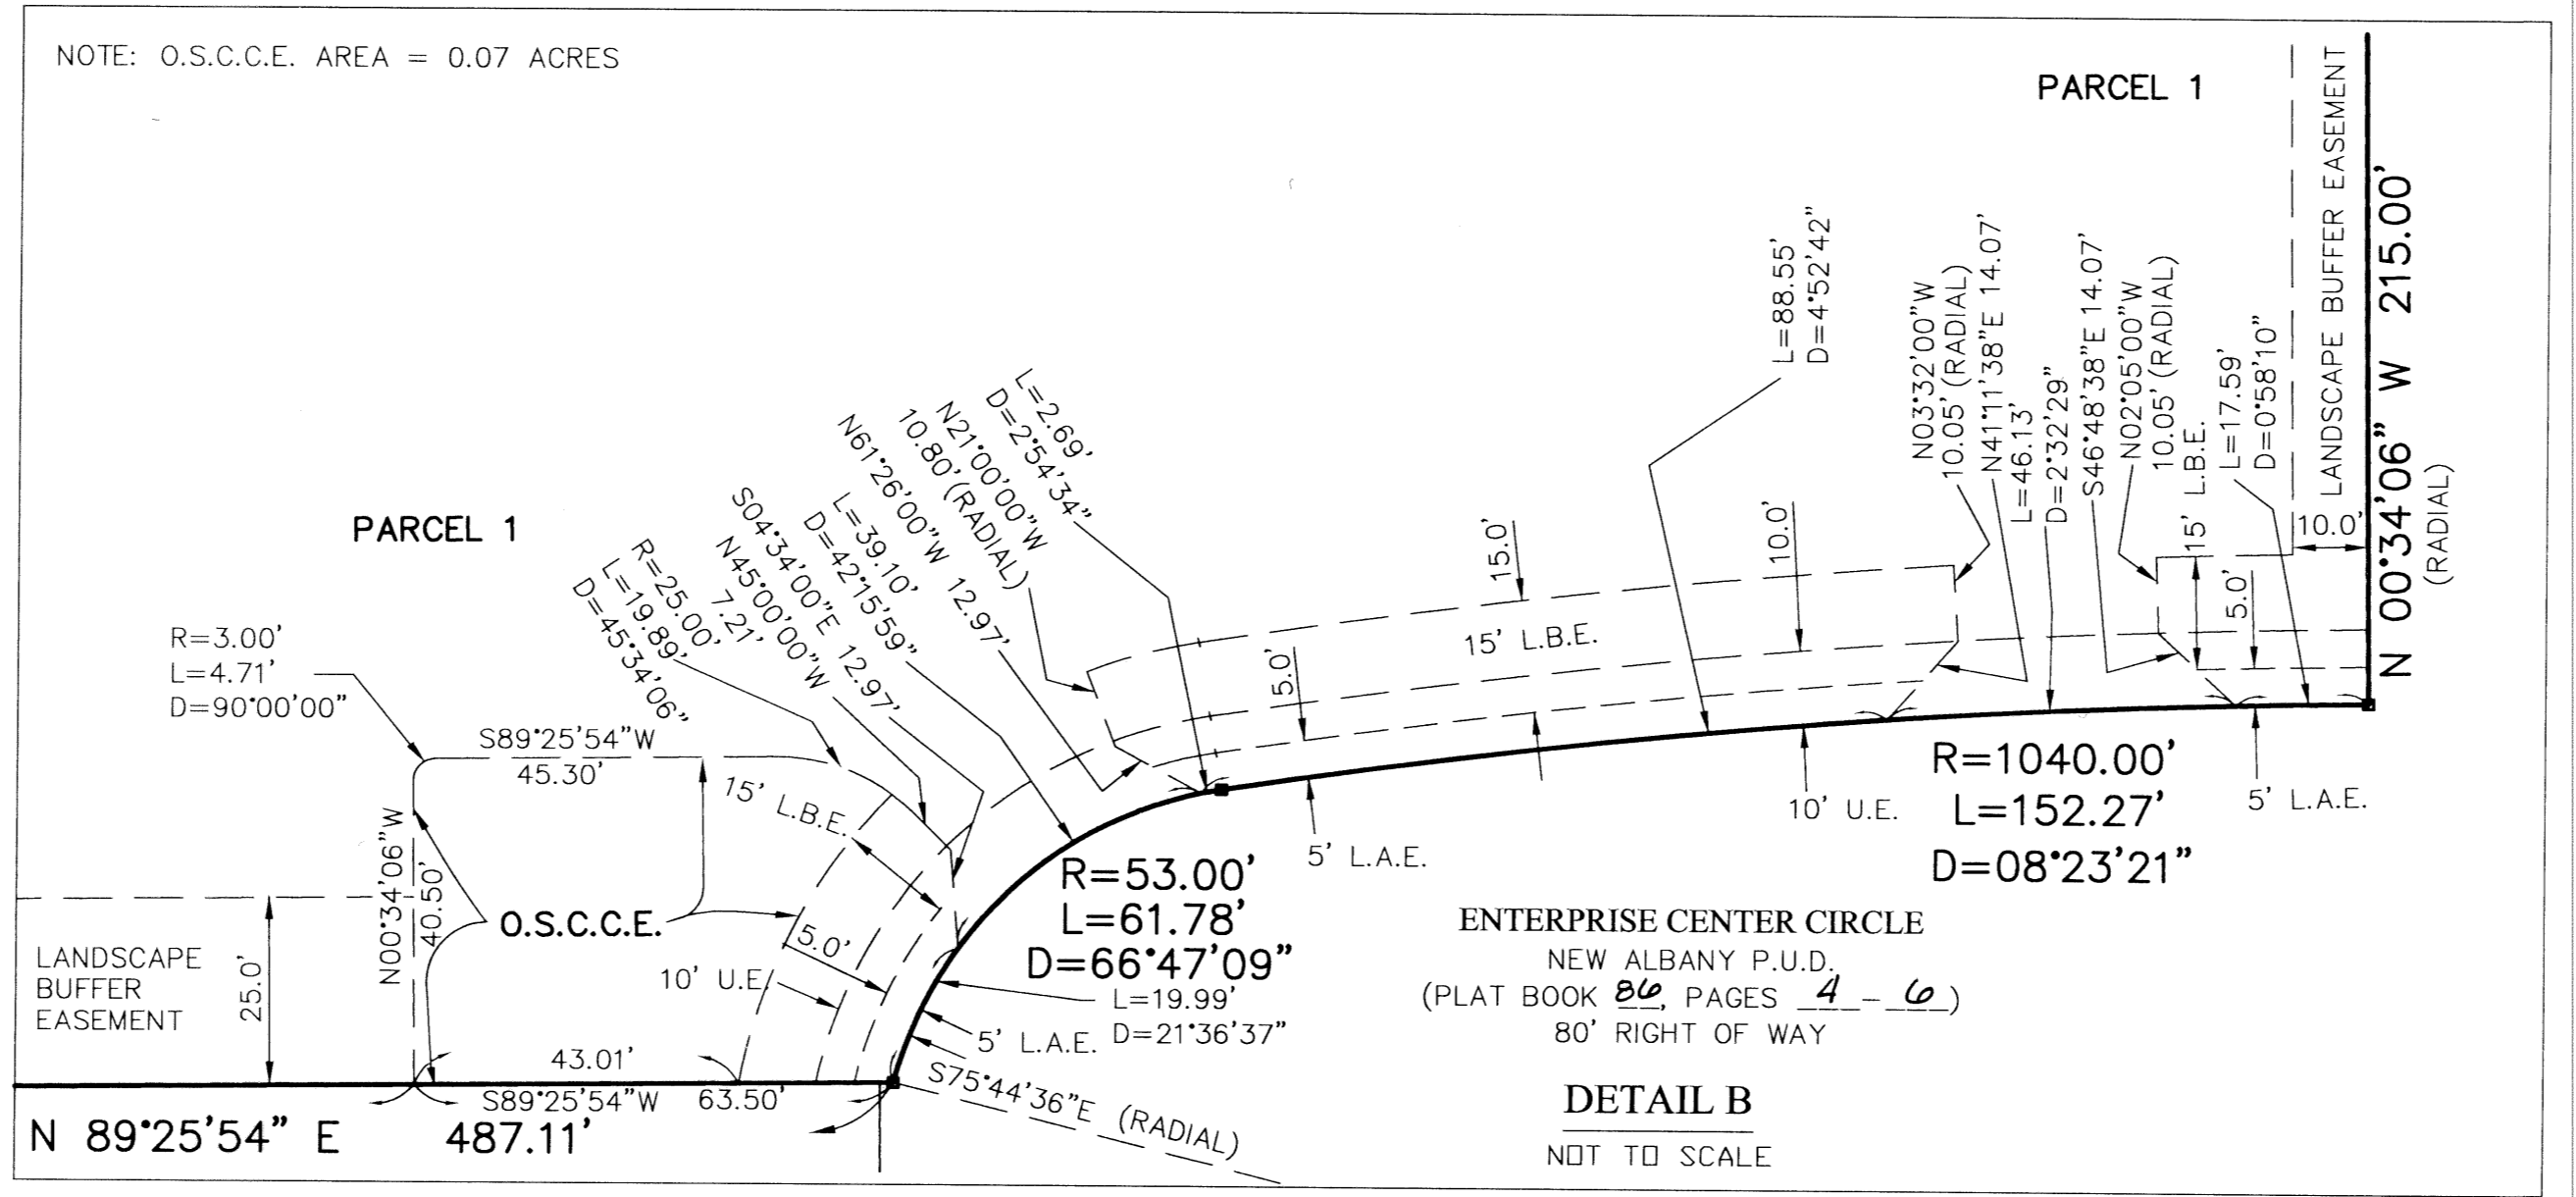 NOTE: O.S.C.C.E. AREA = 0.07 ACRES
PARCEL 1
LANDSCAPE BUFFER EASEMENT
N 00°34'06" W 215.00'
(RADIAL)
10.0'
L=88.55'
D=4°52'42"
N03°32'00"W
10.05' (RADIAL)
N41°11'38"E 14.07'
L=46.13'
D=2°32'29"
S46°48'38"E 14.07'
N02°05'00"W
10.05' (RADIAL)
15' L.B.E.
L=17.59'
D=0°58'10"
5.0'
L=2.69'
D=2°54'34"
N21°00'00"W
10.80' (RADIAL)
N61°26'00"W 12.97'
L=39.10'
D=42°15'59"
S04°34'00"E 12.97'
N45°00'00"W
7.21'
R=25.00'
L=19.89'
D=45°34'06"
PARCEL 1
15.0'
10.0'
15' L.B.E.
5.0'
R=3.00'
L=4.71'
D=90°00'00"
S89°25'54"W
45.30'
15' L.B.E.
N00°34'06"W
40.50'
O.S.C.C.E.
5.0'
10' U.E.
LANDSCAPE
BUFFER
EASEMENT
25.0'
R=53.00'
L=61.78'
D=66°47'09"
L=19.99'
D=21°36'37"
5' L.A.E.
S75°44'36"E (RADIAL)
5' L.A.E.
10' U.E.
R=1040.00'
L=152.27'
D=08°23'21"
5' L.A.E.
43.01'
S89°25'54"W 63.50'
N 89°25'54" E 487.11'
ENTERPRISE CENTER CIRCLE
NEW ALBANY P.U.D.
(PLAT BOOK 86, PAGES 4 - 6)
80' RIGHT OF WAY
DETAIL B
NOT TO SCALE